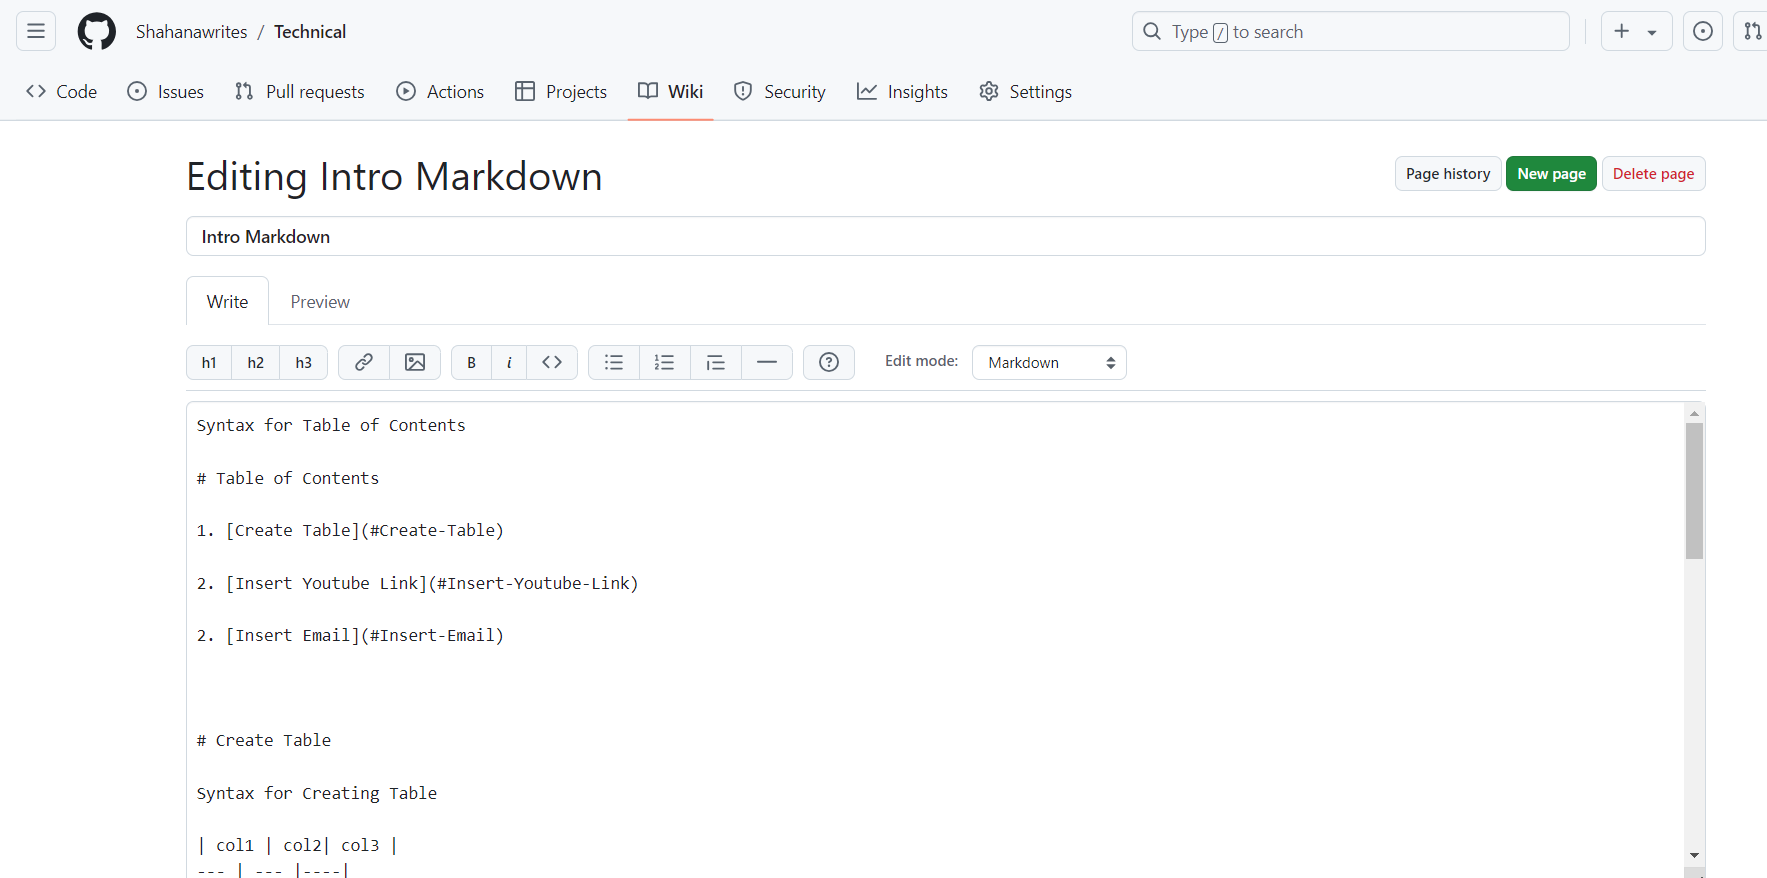 Shahanawrites / Technical
Type / to search
Code Issues Pull requests Actions Projects Wiki Security Insights Settings
Editing Intro Markdown
Page history New page Delete page
Intro Markdown
Write Preview
h1 h2 h3 B i Edit mode: Markdown
Syntax for Table of Contents
# Table of Contents
1. [Create Table](#Create-Table)
2. [Insert Youtube Link](#Insert-Youtube-Link)
2. [Insert Email](#Insert-Email)
# Create Table
Syntax for Creating Table
| col1 | col2| col3 |
--- | --- |----|